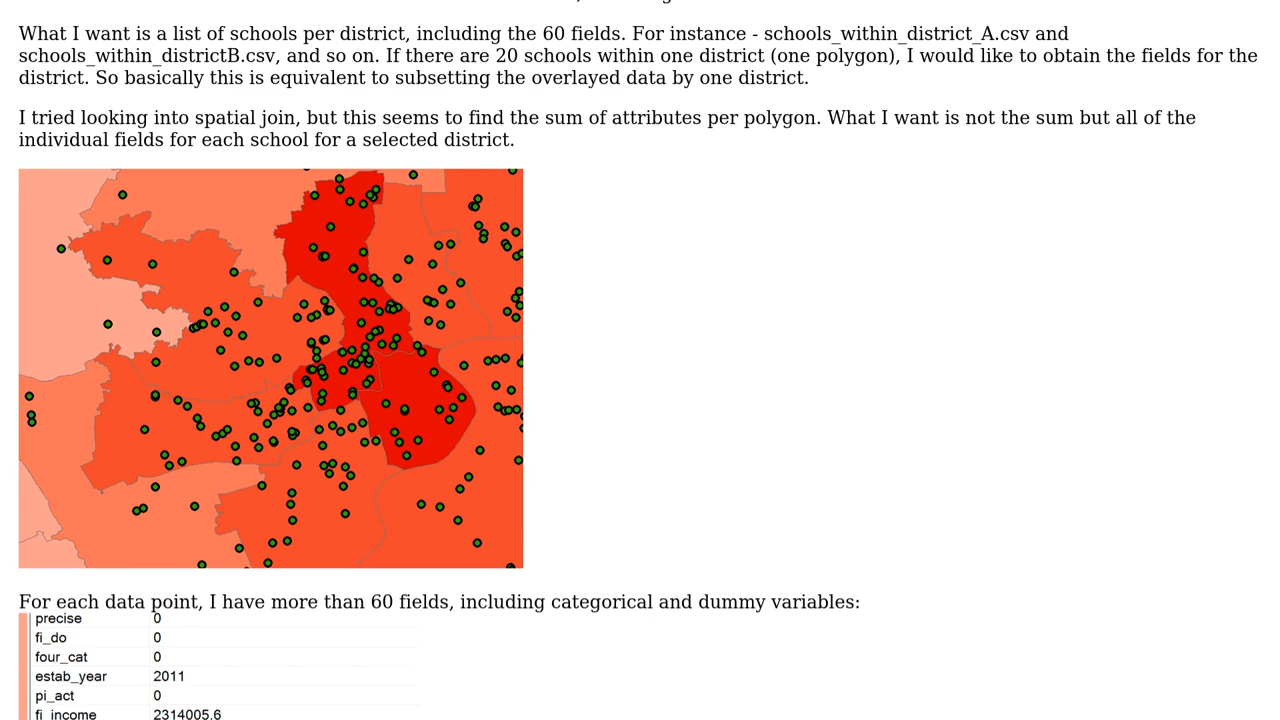 What I want is a list of schools per district, including the 60 fields. For instance - schools_within_district_A.csv and
schools_within_districtB.csv, and so on. If there are 20 schools within one district (one polygon), I would like to obtain the fields for the
district. So basically this is equivalent to subsetting the overlayed data by one district.
I tried looking into spatial join, but this seems to find the sum of attributes per polygon. What I want is not the sum but all of the
individual fields for each school for a selected district.
For each data point, I have more than 60 fields, including categorical and dummy variables:
precise 0
fi_do 0
four_cat 0
estab_year 2011
pi_act 0
fi_income 2314005.6